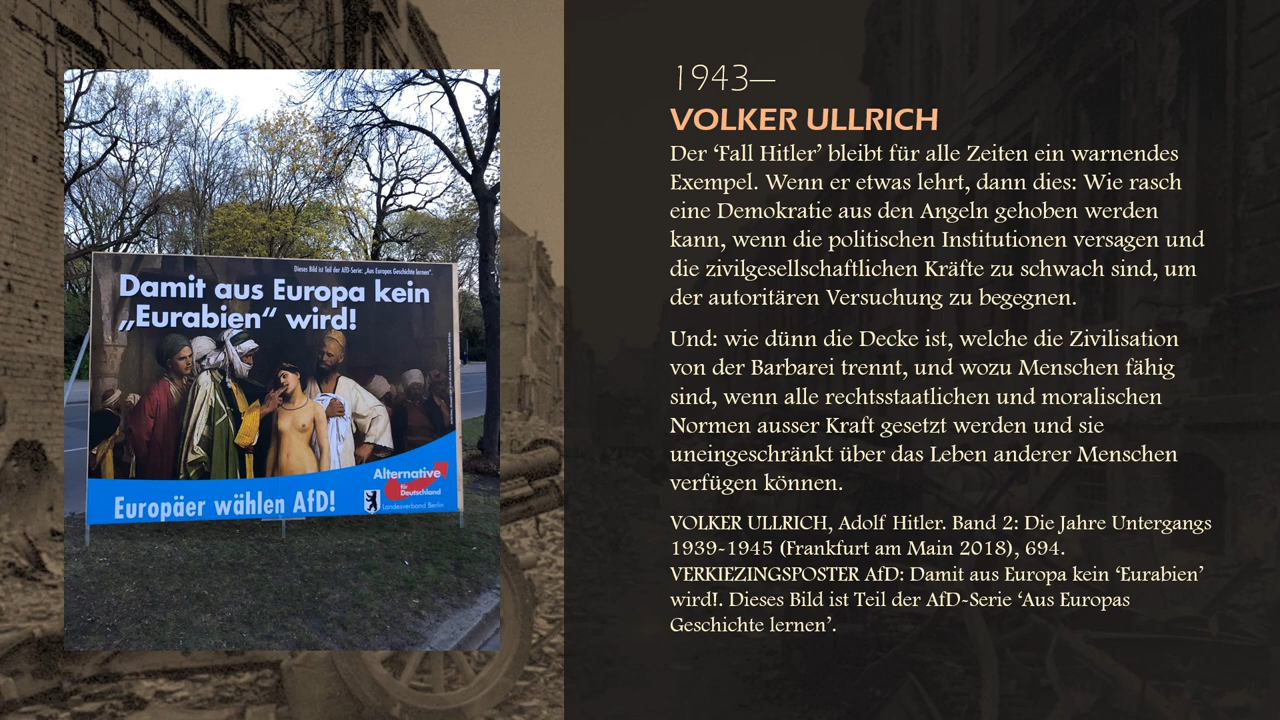 Dieses Bild ist Teil der AfD-Serie: „Aus Europas Geschichte lernen“.
Damit aus Europa kein
„Eurabien“ wird!
Alternative
für
Deutschland
Landesverband Berlin
Europäer wählen AfD!
1943—
VOLKER ULLRICH
Der ‘Fall Hitler’ bleibt für alle Zeiten ein warnendes
Exempel. Wenn er etwas lehrt, dann dies: Wie rasch
eine Demokratie aus den Angeln gehoben werden
kann, wenn die politischen Institutionen versagen und
die zivilgesellschaftlichen Kräfte zu schwach sind, um
der autoritären Versuchung zu begegnen.
Und: wie dünn die Decke ist, welche die Zivilisation
von der Barbarei trennt, und wozu Menschen fähig
sind, wenn alle rechtsstaatlichen und moralischen
Normen ausser Kraft gesetzt werden und sie
uneingeschränkt über das Leben anderer Menschen
verfügen können.
VOLKER ULLRICH, Adolf Hitler. Band 2: Die Jahre Untergangs
1939-1945 (Frankfurt am Main 2018), 694.
VERKIEZINGSPOSTER AfD: Damit aus Europa kein ‘Eurabien’
wird!. Dieses Bild ist Teil der AfD-Serie ‘Aus Europas
Geschichte lernen’.